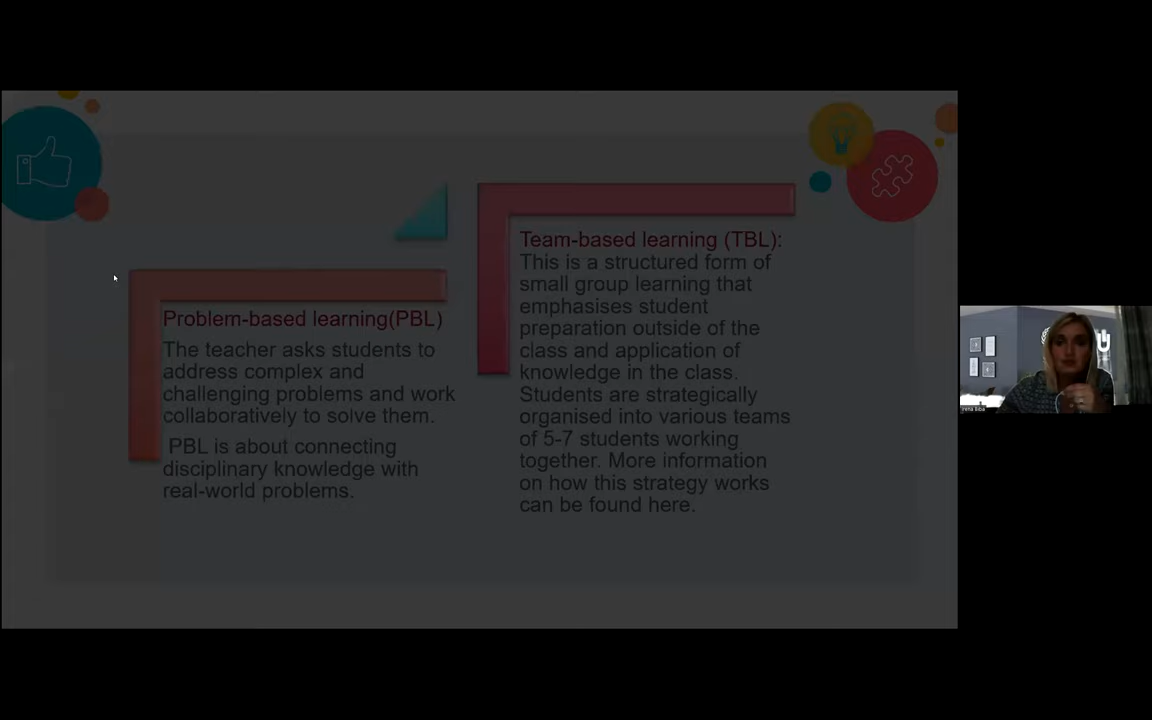 Problem-based learning(PBL)
The teacher asks students to
address complex and
challenging problems and work
collaboratively to solve them.
PBL is about connecting
disciplinary knowledge with
real-world problems.
Team-based learning (TBL):
This is a structured form of
small group learning that
emphasises student
preparation outside of the
class and application of
knowledge in the class.
Students are strategically
organised into various teams
of 5-7 students working
together. More information
on how this strategy works
can be found here.